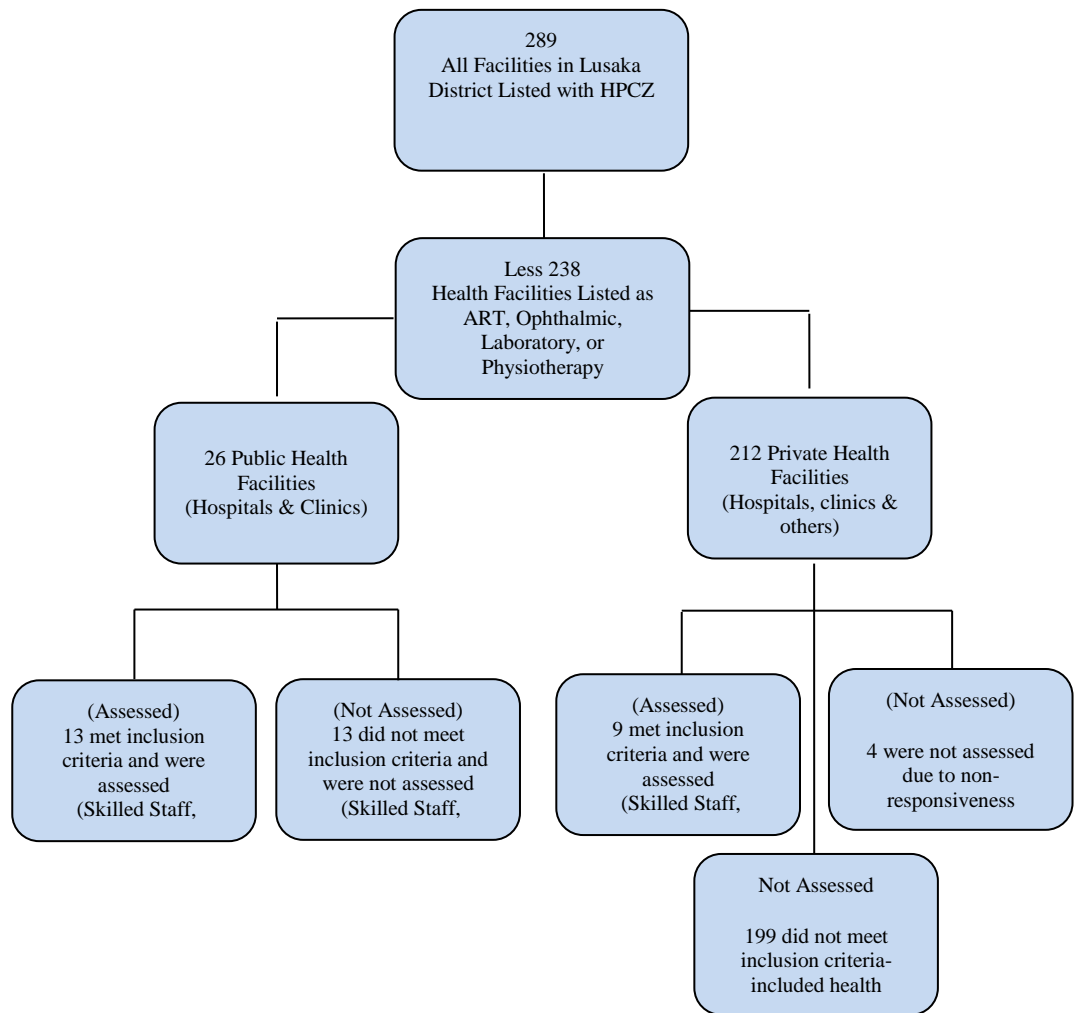 289
All Facilities in Lusaka
District Listed with HPCZ
Less 238
Health Facilities Listed as
ART, Ophthalmic,
Laboratory, or
Physiotherapy
26 Public Health
Facilities
(Hospitals & Clinics)
212 Private Health
Facilities
(Hospitals, clinics &
others)
(Assessed)
13 met inclusion
criteria and were
assessed
(Skilled Staff,
(Not Assessed)
13 did not meet
inclusion criteria and
were not assessed
(Skilled Staff,
(Assessed)
9 met inclusion
criteria and were
assessed
(Skilled Staff,
(Not Assessed)
4 were not assessed
due to non-
responsiveness
Not Assessed
199 did not meet
inclusion criteria-
included health